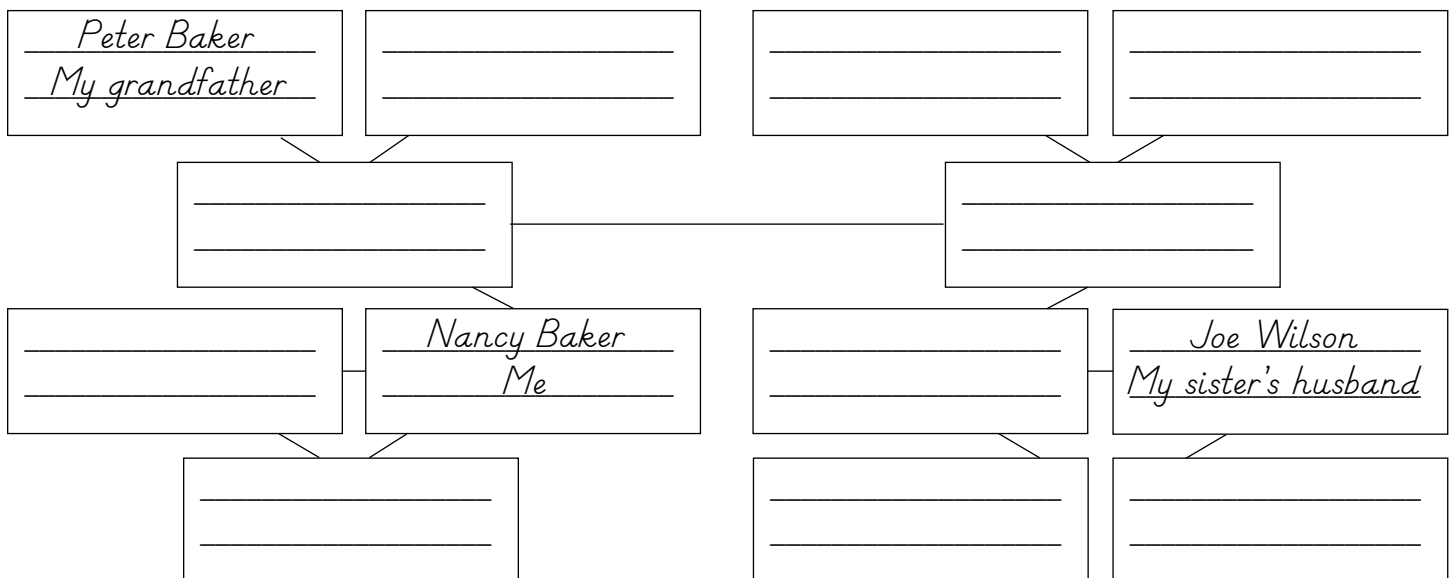 Peter Baker
My grandfather
Nancy Baker
Me
Joe Wilson
My sister's husband